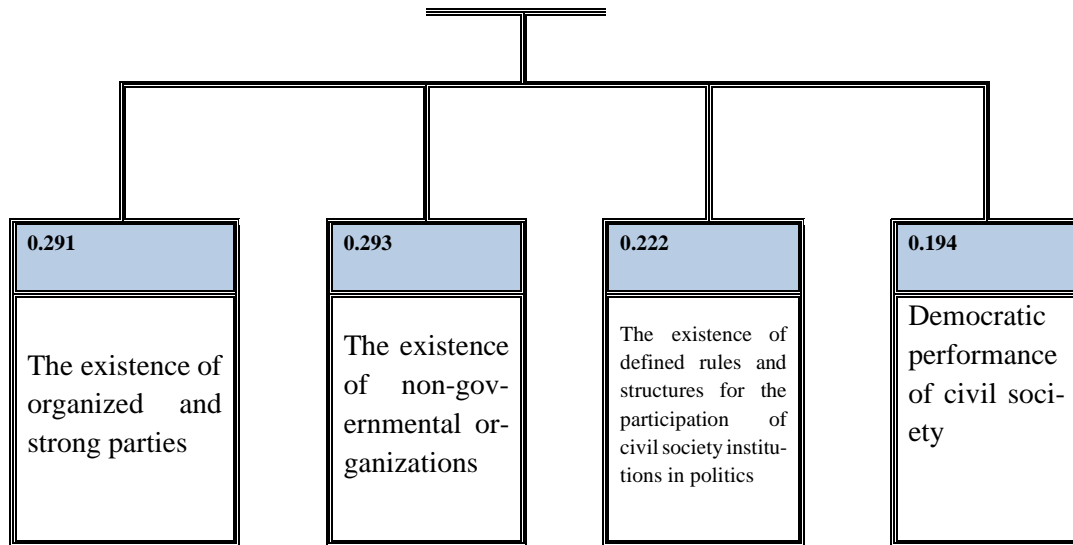 0.291
The existence of
organized and
strong parties
0.293
The existence
of non-gov-
ernmental or-
ganizations
0.222
The existence of
defined rules and
structures for the
participation of
civil society institu-
tions in politics
0.194
Democratic
performance
of civil soci-
ety